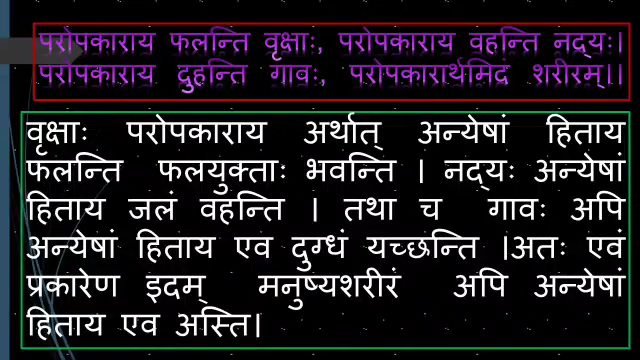 परोपकाराय फलन्ति वृक्षाः, परोपकाराय वहन्ति नद्यः।
परोपकाराय दुहन्ति गावः, परोपकारार्थमिदं शरीरम्।।
वृक्षाः परोपकाराय अर्थात् अन्येषां हिताय
फलन्ति फलयुक्ताः भवन्ति । नद्यः अन्येषां
हिताय जलं वहन्ति । तथा च गावः अपि
अन्येषां हिताय एव दुग्धं यच्छन्ति ।अतः एवं
प्रकारेण इदम् मनुष्यशरीरं अपि अन्येषां
हिताय एव अस्ति।